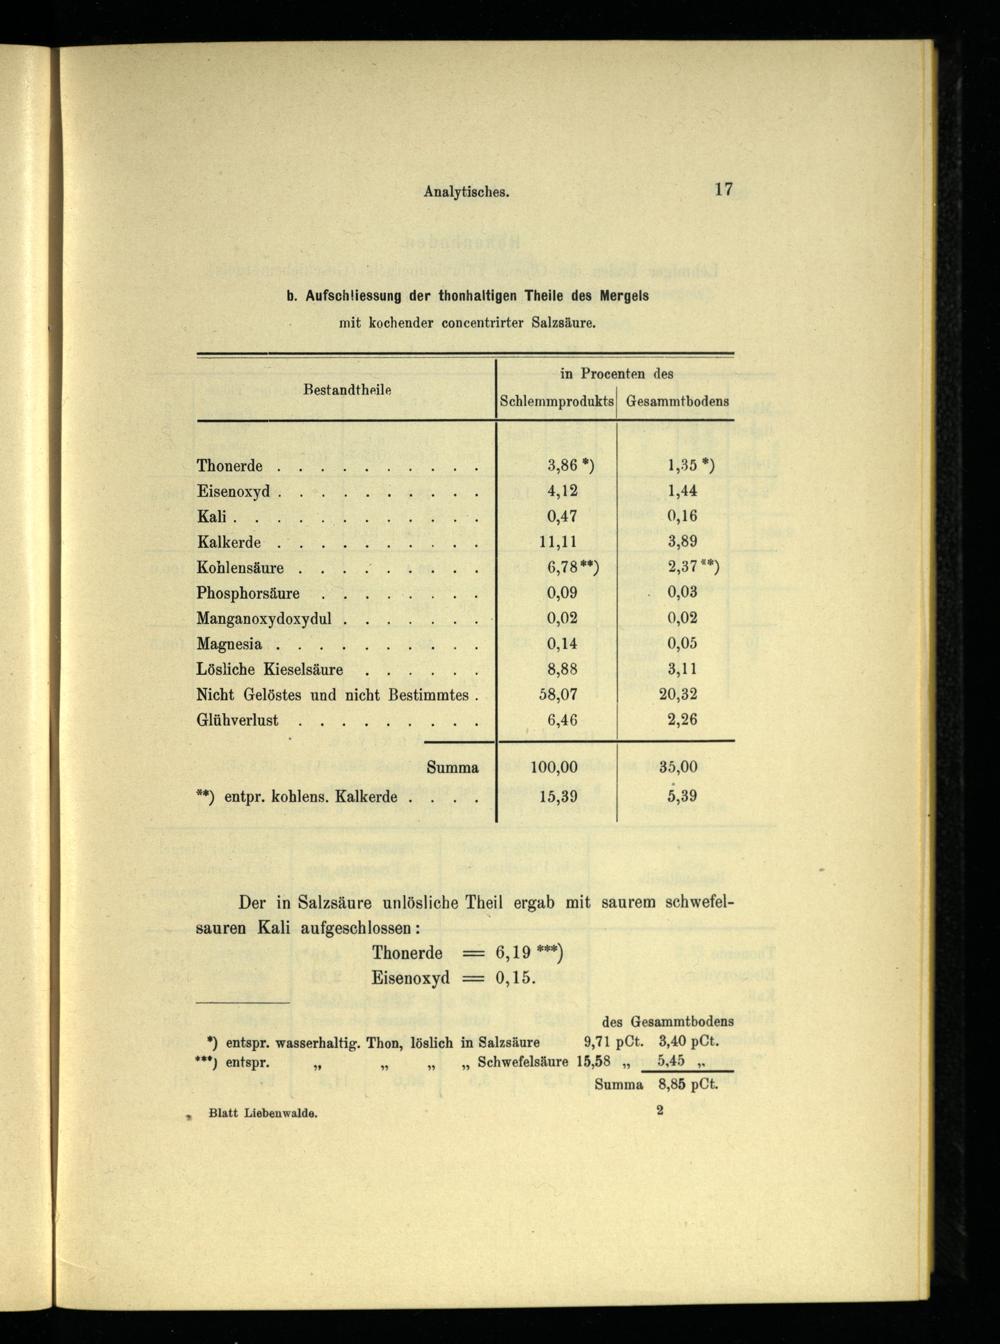 Analytisches. 17
b. Aufschliessung der thonhaltigen Theile des Mergels
mit kochender concentrirter Salzsäure.
Bestandtheile
in Procenten des
Schlemmprodukts Gesammtbodens
Thonerde . . . . . . . . . . 3,86 *) 1,35 *)
Eisenoxyd . . . . . . . . . . 4,12 1,44
Kali . . . . . . . . . . . . 0,47 0,16
Kalkerde . . . . . . . . . . 11,11 3,89
Kohlensäure . . . . . . . . . 6,78 **) 2,37 **)
Phosphorsäure . . . . . . . . 0,09 0,03
Manganoxydoxydul . . . . . . . 0,02 0,02
Magnesia . . . . . . . . . . 0,14 0,05
Lösliche Kieselsäure . . . . . . 8,88 3,11
Nicht Gelöstes und nicht Bestimmtes . 58,07 20,32
Glühverlust . . . . . . . . . 6,46 2,26
Summa 100,00 35,00
**) entpr. kohlens. Kalkerde . . . . 15,39 5,39
Der in Salzsäure unlösliche Theil ergab mit saurem schwefel-
sauren Kali aufgeschlossen:
Thonerde = 6,19 ***)
Eisenoxyd = 0,15.
des Gesammtbodens
*) entspr. wasserhaltig. Thon, löslich in Salzsäure 9,71 pCt. 3,40 pCt.
***) entspr. „ „ „ „ Schwefelsäure 15,58 „ 5,45 „
Summa 8,85 pCt.
Blatt Liebenwalde. 2